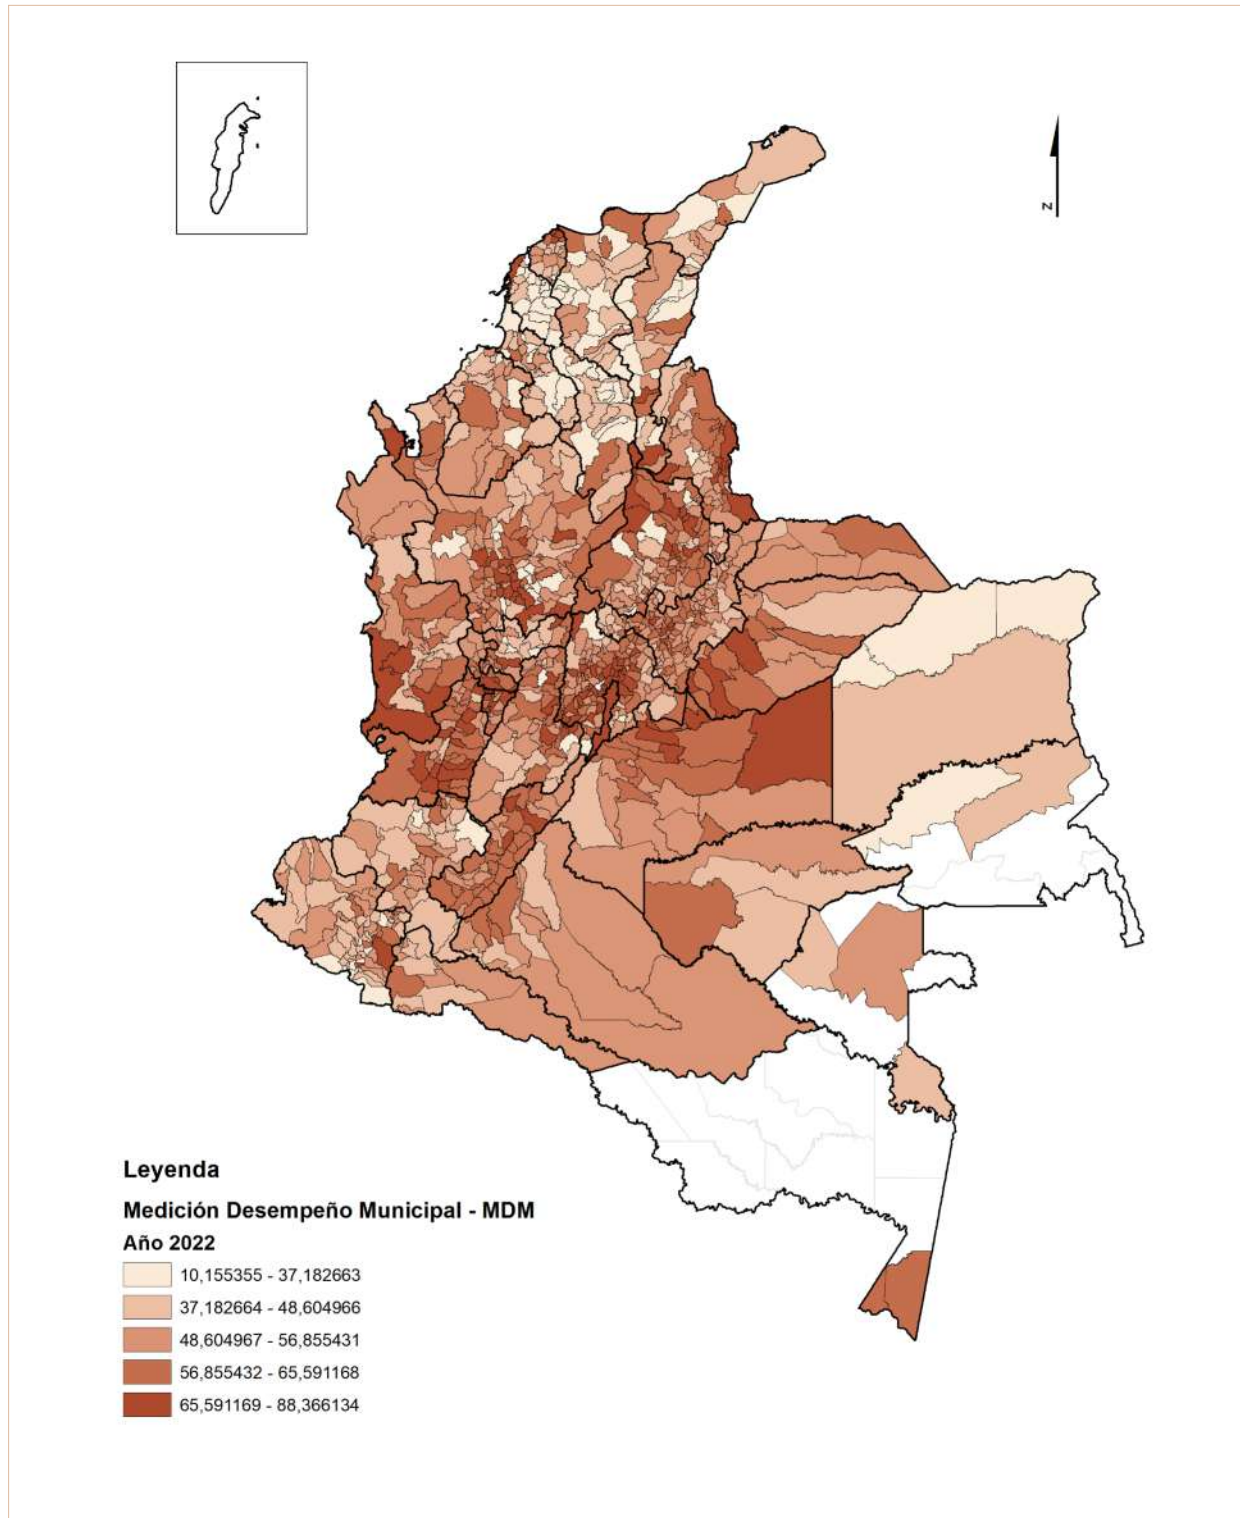 N
Leyenda
Medición Desempeño Municipal - MDM
Año 2022
10,155355 - 37,182663
37,182664 - 48,604966
48,604967 - 56,855431
56,855432 - 65,591168
65,591169 - 88,366134